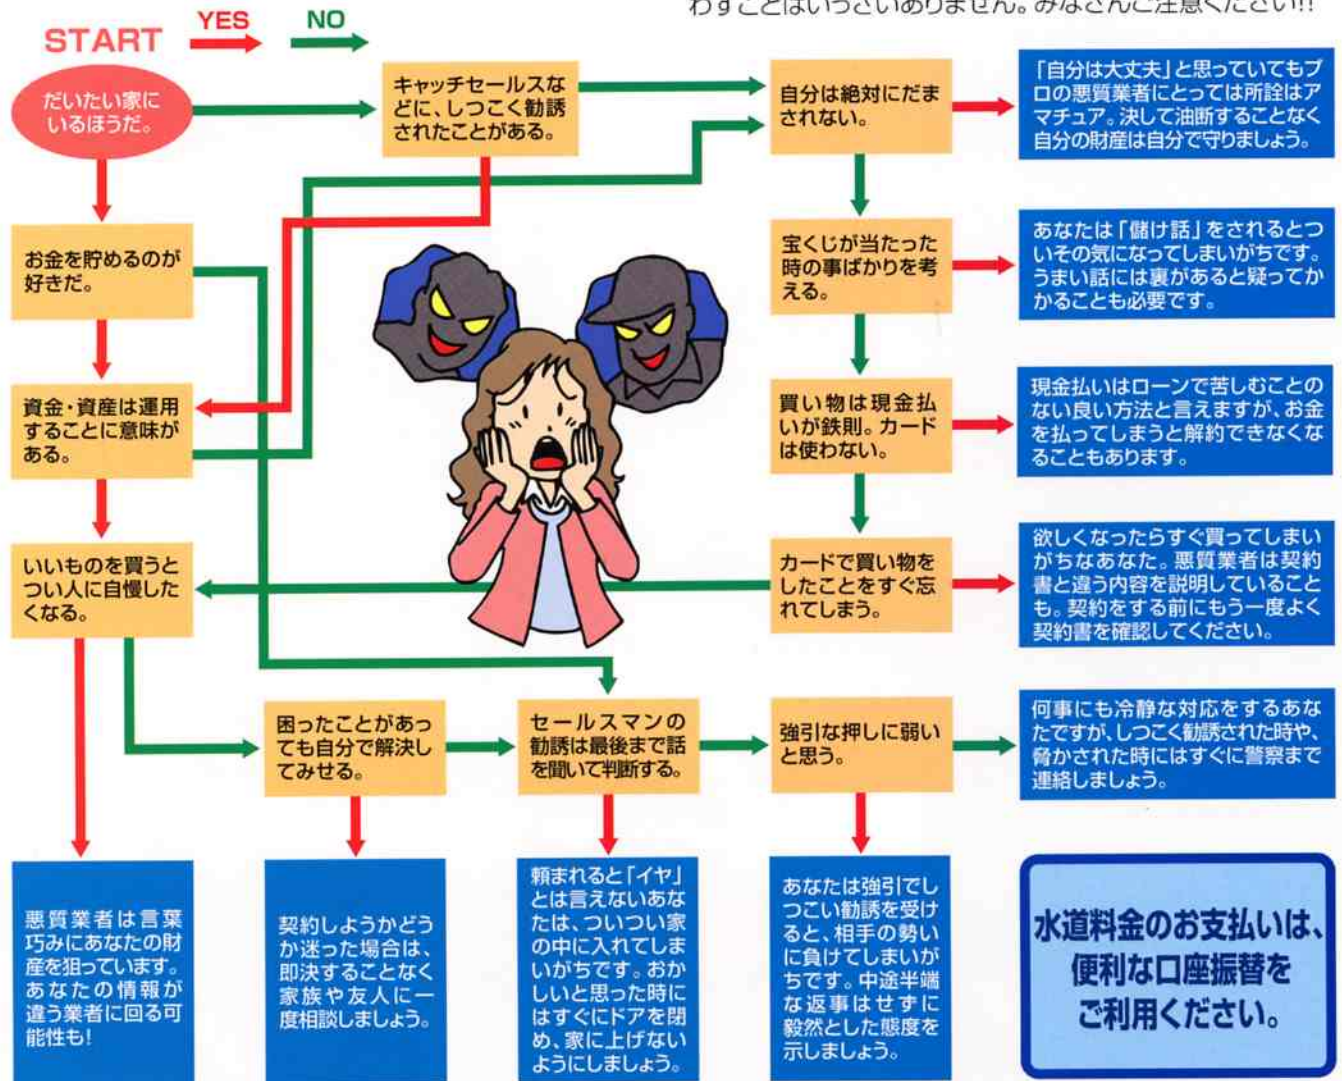 わすことはいっさいありません。みなさんご注意ください!!
START
YES
NO
だいたい家に
いるほうだ。
キャッチセールスな
どに、しつこく勧誘
されたことがある。
自分は絶対にだま
されない。
「自分は大丈夫」と思っていてもプ
ロの悪質業者にとっては所詮はア
マチュア。決して油断することなく
自分の財産は自分で守りましょう。
お金を貯めるのが
好きだ。
宝くじが当たった
時の事ばかりを考
える。
あなたは「儲け話」をされるとつ
いその気になってしまいがちです。
うまい話には裏があると疑ってか
かることも必要です。
資金・資産は運用
することに意味が
ある。
買い物は現金払
いが鉄則。カード
は使わない。
現金払いはローンで苦しむことの
ない良い方法と言えますが、お金
を払ってしまうと解約できなくな
ることもあります。
いいものを買うと
つい人に自慢した
くなる。
カードで買い物を
したことをすぐ忘
れてしまう。
欲しくなったらすぐ買ってしまい
がちなあなた。悪質業者は契約
書と違う内容を説明していること
も。契約をする前にもう一度よく
契約書を確認してください。
困ったことがあっ
ても自分で解決し
てみせる。
セールスマンの
勧誘は最後まで話
を聞いて判断する。
強引な押しに弱い
と思う。
何事にも冷静な対応をするあな
たですが、しつこく勧誘された時や、
脅かされた時にはすぐに警察まで
連絡しましょう。
悪質業者は言葉
巧みにあなたの財
産を狙っています。
あなたの情報が
違う業者に回る可
能性も!
契約しようかどう
か迷った場合は、
即決することなく
家族や友人に一
度相談しましょう。
頼まれると「イヤ」
とは言えないあな
たは、ついつい家
の中に入れてしま
いがちです。おか
しいと思った時に
はすぐにドアを閉
め、家に上げない
ようにしましょう。
あなたは強引でし
つこい勧誘を受け
ると、相手の勢い
に負けてしまいが
ちです。中途半端
な返事はせずに
毅然とした態度を
示しましょう。
水道料金のお支払いは、
便利な口座振替を
ご利用ください。